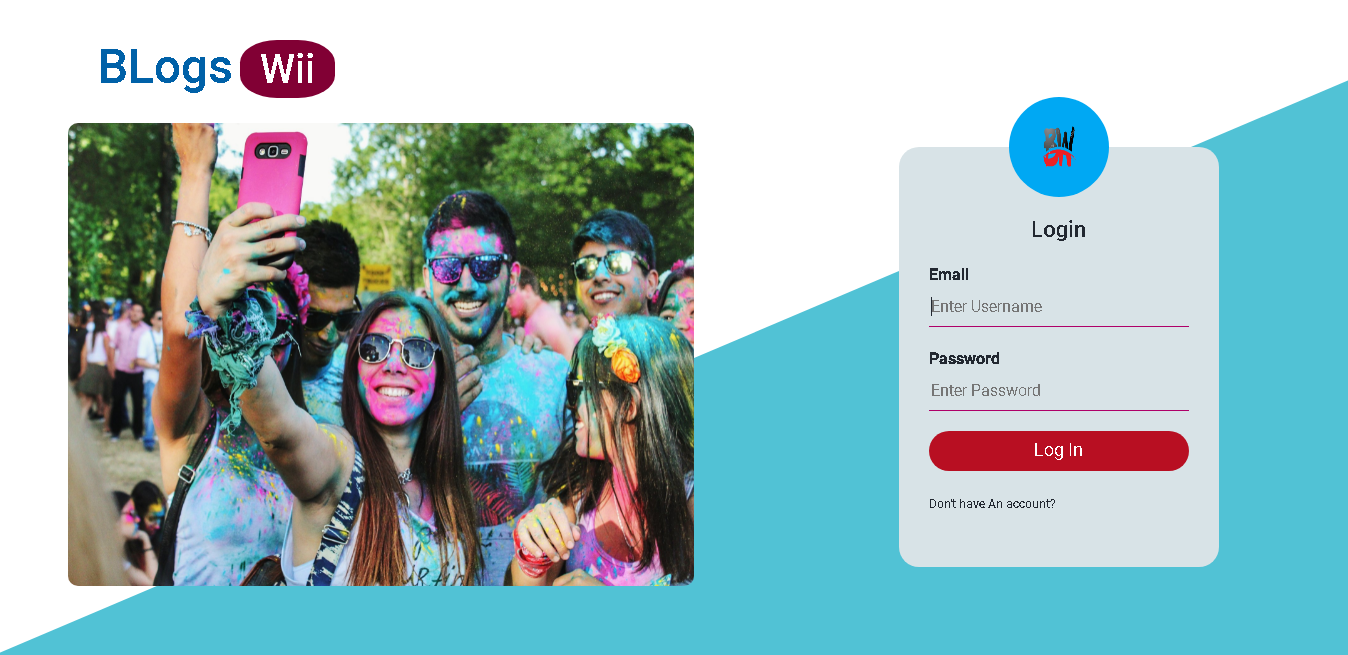 BLogs Wii
Login
Email
Enter Username
Password
Enter Password
Log In
Don't have An account?